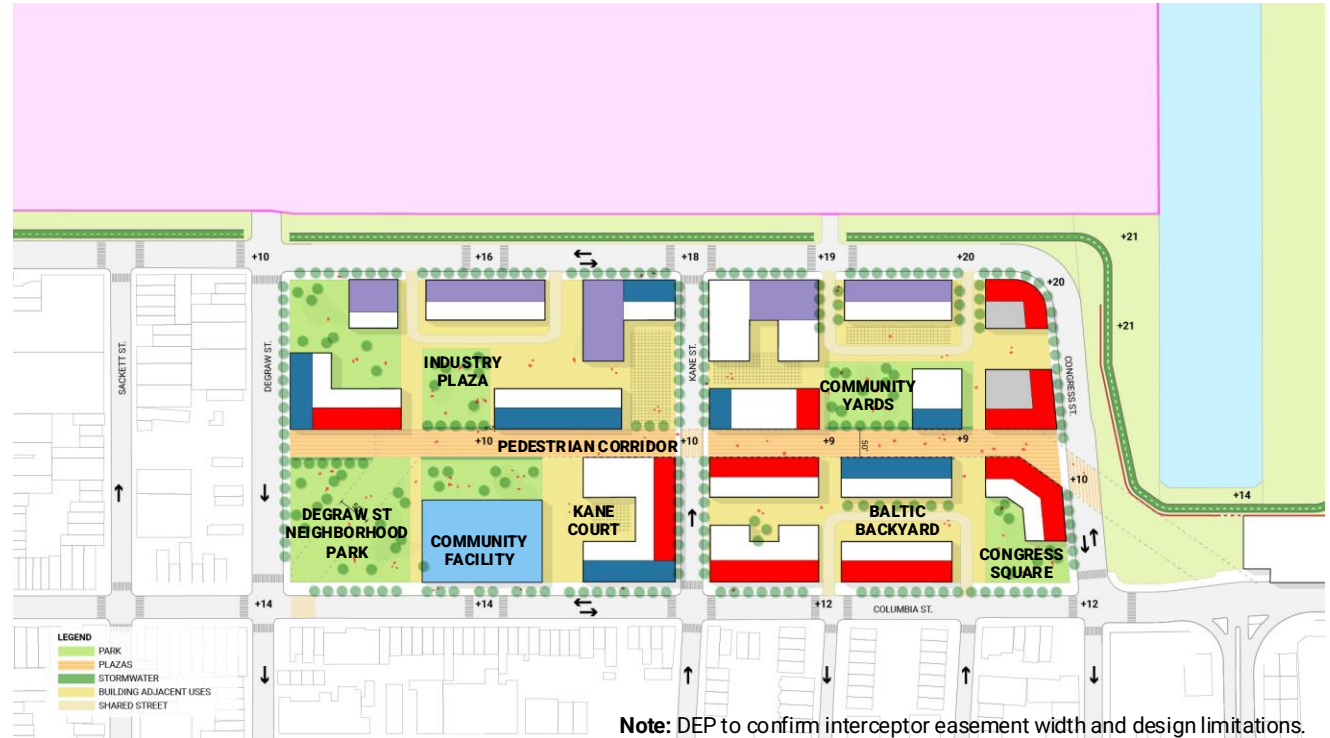 +21
+10
+16
+18
+19
+20
+20
+21
SACKETT ST.
DEGRAW ST.
INDUSTRY
PLAZA
KANE ST.
COMMUNITY
YARDS
CONGRESS ST.
+10
PEDESTRIAN CORRIDOR
+10
+9
50'
+9
+10
+14
DEGRAW ST
NEIGHBORHOOD
PARK
COMMUNITY
FACILITY
KANE
COURT
BALTIC
BACKYARD
CONGRESS
SQUARE
+14
+14
+12
COLUMBIA ST.
+12
LEGEND
PARK
PLAZAS
STORMWATER
BUILDING ADJACENT USES
SHARED STREET
Note: DEP to confirm interceptor easement width and design limitations.